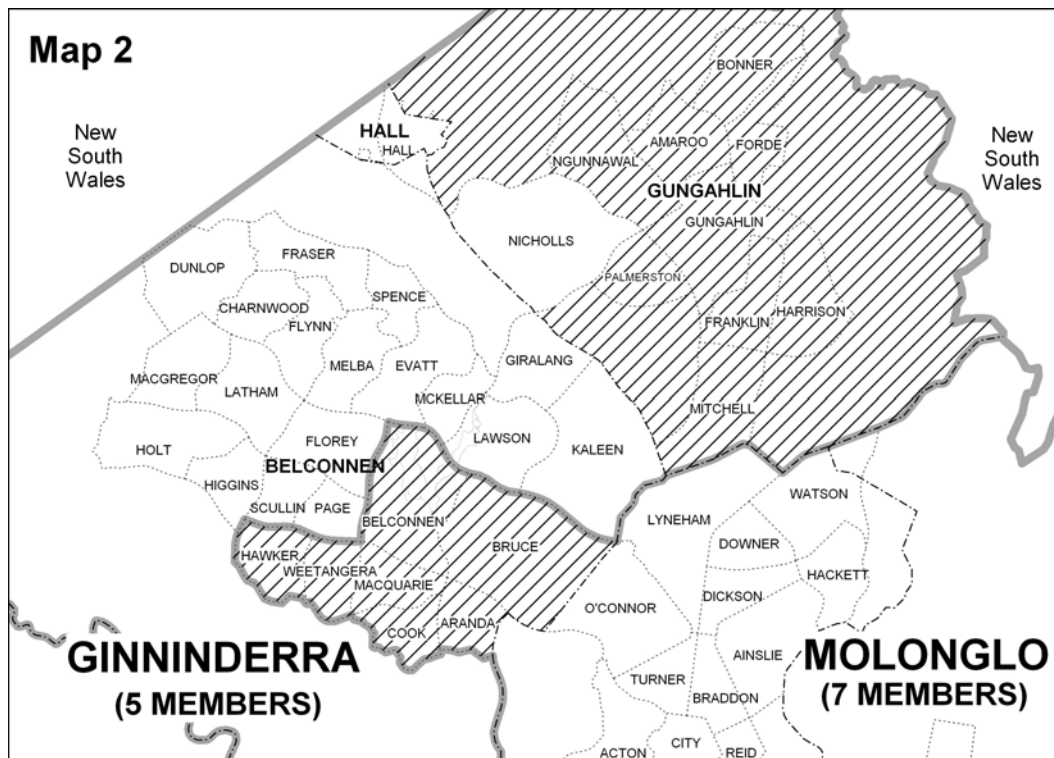 Map 2
New
South
Wales
New
South
Wales
BONNER
HALL
HALL
AMAROO
FORDE
NGUNNAWAL
GUNGAHLIN
GUNGAHLIN
NICHOLLS
FRASER
DUNLOP
PALMERSTON
SPENCE
CHARNWOOD
FLYNN
FRANKLIN
HARRISON
GIRALANG
MELBA
EVATT
MACGREGOR
LATHAM
MCKELLAR
MITCHELL
LAWSON
KALEEN
FLOREY
HOLT
BELCONNEN
HIGGINS
WATSON
SCULLIN
PAGE
BELCONNEN
LYNEHAM
BRUCE
DOWNER
HAWKER
WEETANGERA
MACQUARIE
HACKETT
DICKSON
O'CONNOR
ARANDA
COOK
GINNINDERRA
(5 MEMBERS)
AINSLIE
MOLONGLO
(7 MEMBERS)
TURNER
BRADDON
CITY
ACTON
REID